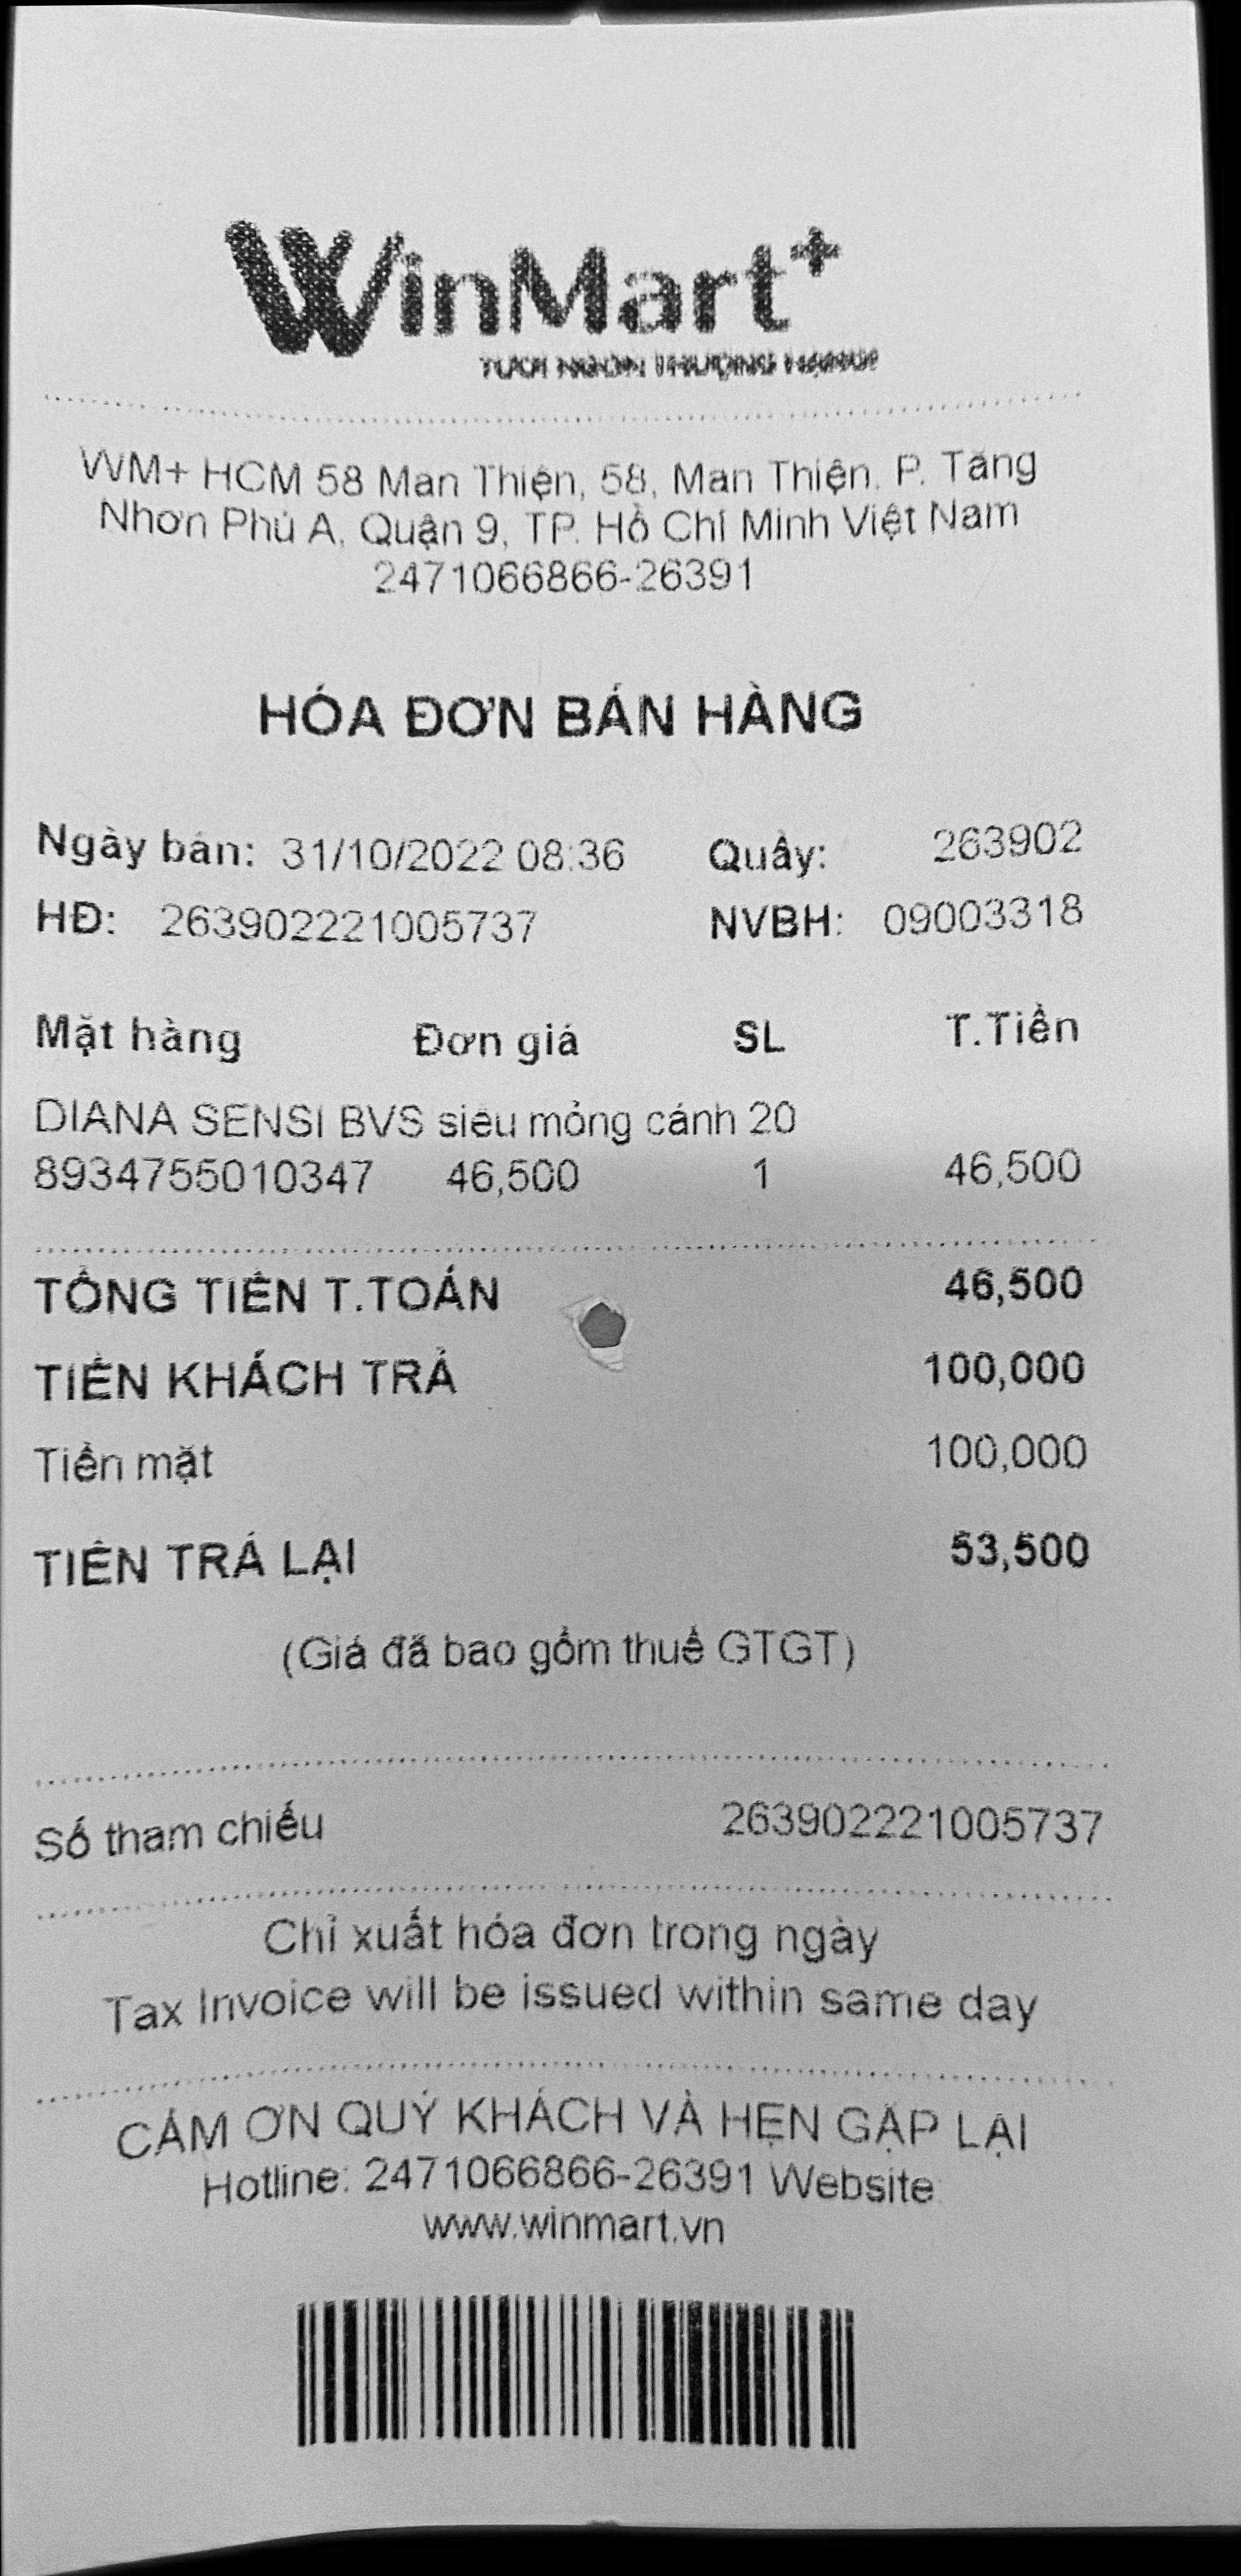 WinMart+
TƯƠI NGON THƯỢNG HẠNG
WM+ HCM 58 Man Thiện, 58, Man Thiện, P. Tăng
Nhơn Phú A, Quận 9, TP. Hồ Chí Minh Việt Nam
2471066866-26391
HÓA ĐƠN BÁN HÀNG
Ngày bán: 31/10/2022 08:36 Quầy: 263902
HĐ: 263902221005737 NVBH: 09003318
Mặt hàng Đơn giá SL T.Tiền
DIANA SENSI BVS siêu mỏng cánh 20
8934755010347 46,500 1 46,500
TỔNG TIỀN T.TOÁN 46,500
TIỀN KHÁCH TRẢ 100,000
Tiền mặt 100,000
TIỀN TRẢ LẠI 53,500
(Giá đã bao gồm thuế GTGT)
Số tham chiếu 263902221005737
Chỉ xuất hóa đơn trong ngày
Tax Invoice will be issued within same day
CẢM ƠN QUÝ KHÁCH VÀ HẸN GẶP LẠI
Hotline: 2471066866-26391 Website:
www.winmart.vn